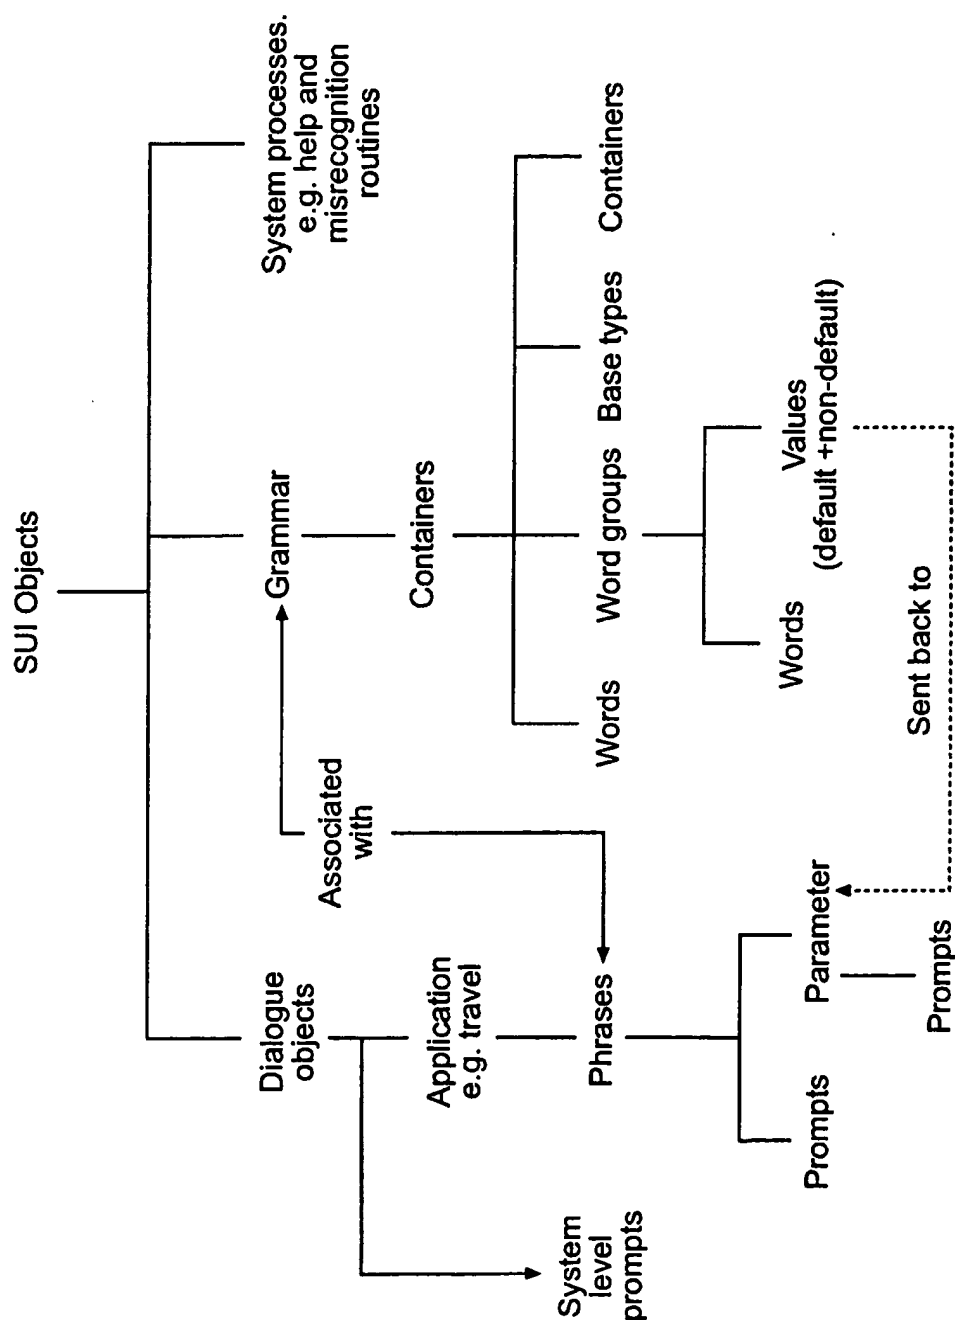 SUI Objects
Dialogue
objects
Grammar
System processes.
e.g. help and
misrecognition
routines
Associated
with
Application
e.g. travel
Containers
System
level
prompts
Phrases
Words
Word groups
Base types
Containers
Prompts
Parameter
Words
Values
(default +non-default)
Prompts
Sent back to